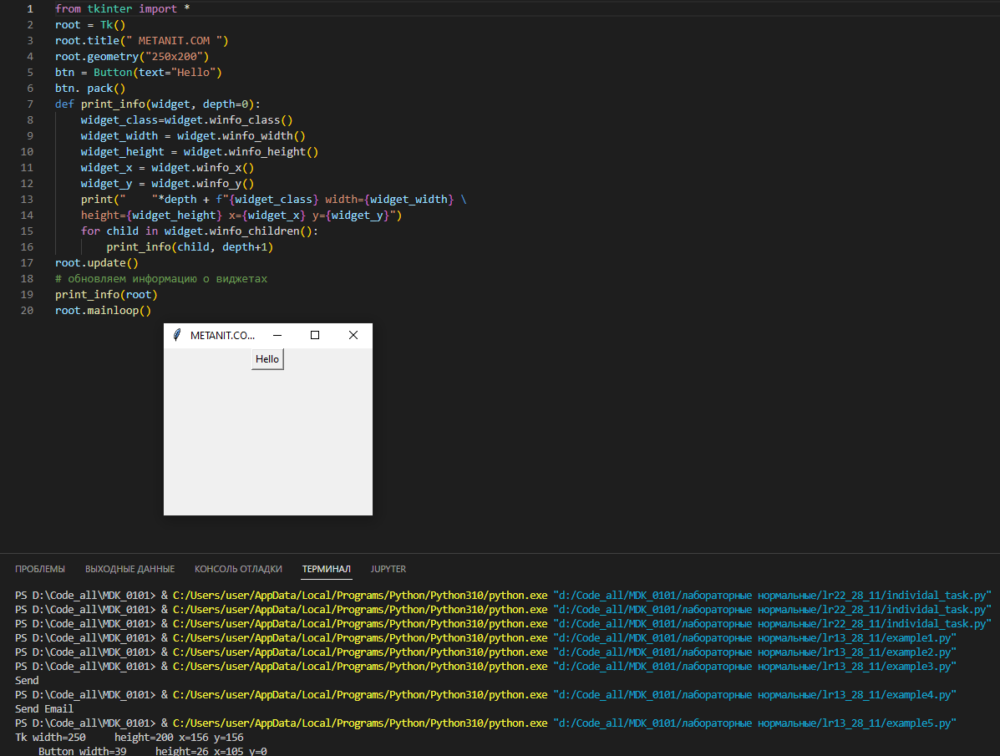 1 from tkinter import *
2 root = Tk()
3 root.title(" METANIT.COM ")
4 root.geometry("250x200")
5 btn = Button(text="Hello")
6 btn. pack()
7 def print_info(widget, depth=0):
8     widget_class=widget.winfo_class()
9     widget_width = widget.winfo_width()
10     widget_height = widget.winfo_height()
11     widget_x = widget.winfo_x()
12     widget_y = widget.winfo_y()
13     print("    "*depth + f"{widget_class} width={widget_width} \
14     height={widget_height} x={widget_x} y={widget_y}")
15     for child in widget.winfo_children():
16         print_info(child, depth+1)
17 root.update()
18 # обновляем информацию о виджетах
19 print_info(root)
20 root.mainloop()
METANIT.CO...
Hello
ПРОБЛЕМЫ ВЫХОДНЫЕ ДАННЫЕ КОНСОЛЬ ОТЛАДКИ ТЕРМИНАЛ JUPYTER
PS D:\Code_all\MDK_0101> & C:/Users/user/AppData/Local/Programs/Python/Python310/python.exe "d:/Code_all/MDK_0101/лабораторные нормальные/lr22_28_11/individal_task.py"
PS D:\Code_all\MDK_0101> & C:/Users/user/AppData/Local/Programs/Python/Python310/python.exe "d:/Code_all/MDK_0101/лабораторные нормальные/lr22_28_11/individal_task.py"
PS D:\Code_all\MDK_0101> & C:/Users/user/AppData/Local/Programs/Python/Python310/python.exe "d:/Code_all/MDK_0101/лабораторные нормальные/lr22_28_11/individal_task.py"
PS D:\Code_all\MDK_0101> & C:/Users/user/AppData/Local/Programs/Python/Python310/python.exe "d:/Code_all/MDK_0101/лабораторные нормальные/lr13_28_11/example1.py"
PS D:\Code_all\MDK_0101> & C:/Users/user/AppData/Local/Programs/Python/Python310/python.exe "d:/Code_all/MDK_0101/лабораторные нормальные/lr13_28_11/example2.py"
PS D:\Code_all\MDK_0101> & C:/Users/user/AppData/Local/Programs/Python/Python310/python.exe "d:/Code_all/MDK_0101/лабораторные нормальные/lr13_28_11/example3.py"
Send
PS D:\Code_all\MDK_0101> & C:/Users/user/AppData/Local/Programs/Python/Python310/python.exe "d:/Code_all/MDK_0101/лабораторные нормальные/lr13_28_11/example4.py"
Send Email
PS D:\Code_all\MDK_0101> & C:/Users/user/AppData/Local/Programs/Python/Python310/python.exe "d:/Code_all/MDK_0101/лабораторные нормальные/lr13_28_11/example5.py"
Tk width=250     height=200 x=156 y=156
    Button width=39     height=26 x=105 y=0